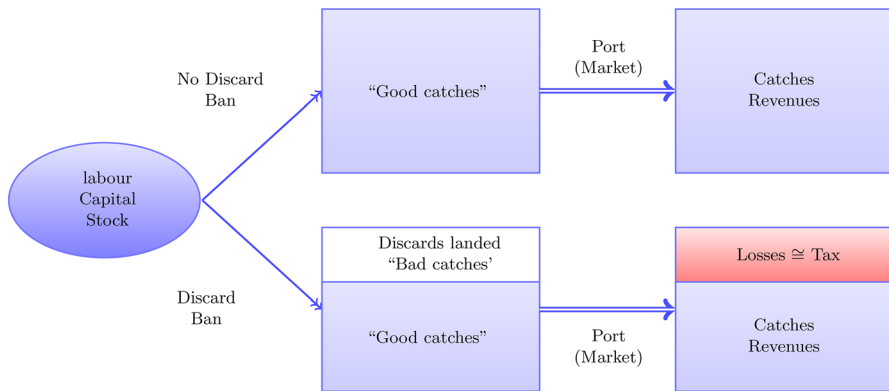 Port
(Market)
No Discard
Ban
“Good catches”
Catches
Revenues
labour
Capital
Stock
Discards landed
“Bad catches‘
Losses ≅ Tax
Discard
Ban
“Good catches”
Port
(Market)
Catches
Revenues